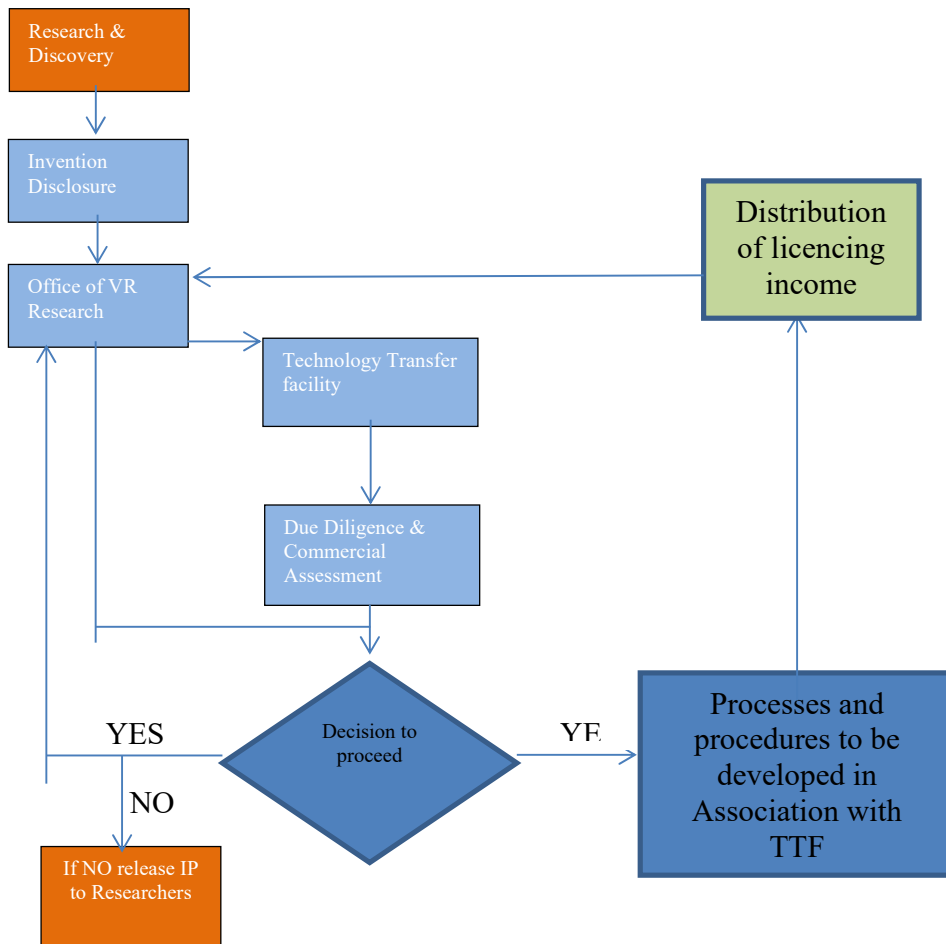 Research &
Discovery
Invention
Disclosure
Distribution
of licencing
income
Office of VR
Research
Technology Transfer
facility
Due Diligence &
Commercial
Assessment
Decision to
proceed
YES
YE
Processes and
procedures to be
developed in
Association with
TTF
NO
If NO release IP
to Researchers